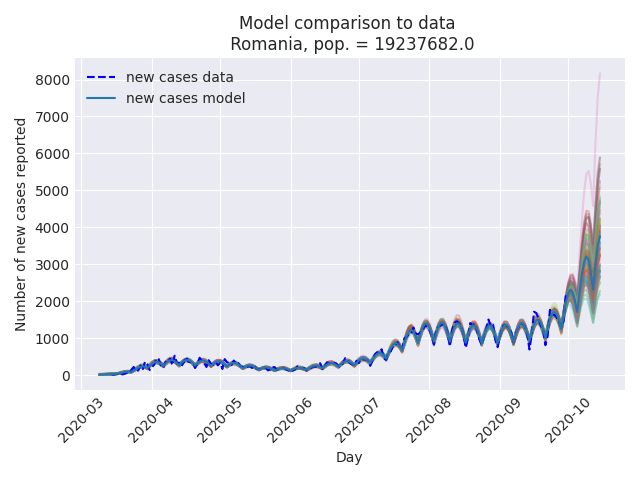 Model comparison to data
Romania, pop. = 19237682.0
new cases data
new cases model
Number of new cases reported
8000
7000
6000
5000
4000
3000
2000
1000
0
2020-03
2020-04
2020-05
2020-06
2020-07
2020-08
2020-09
2020-10
Day